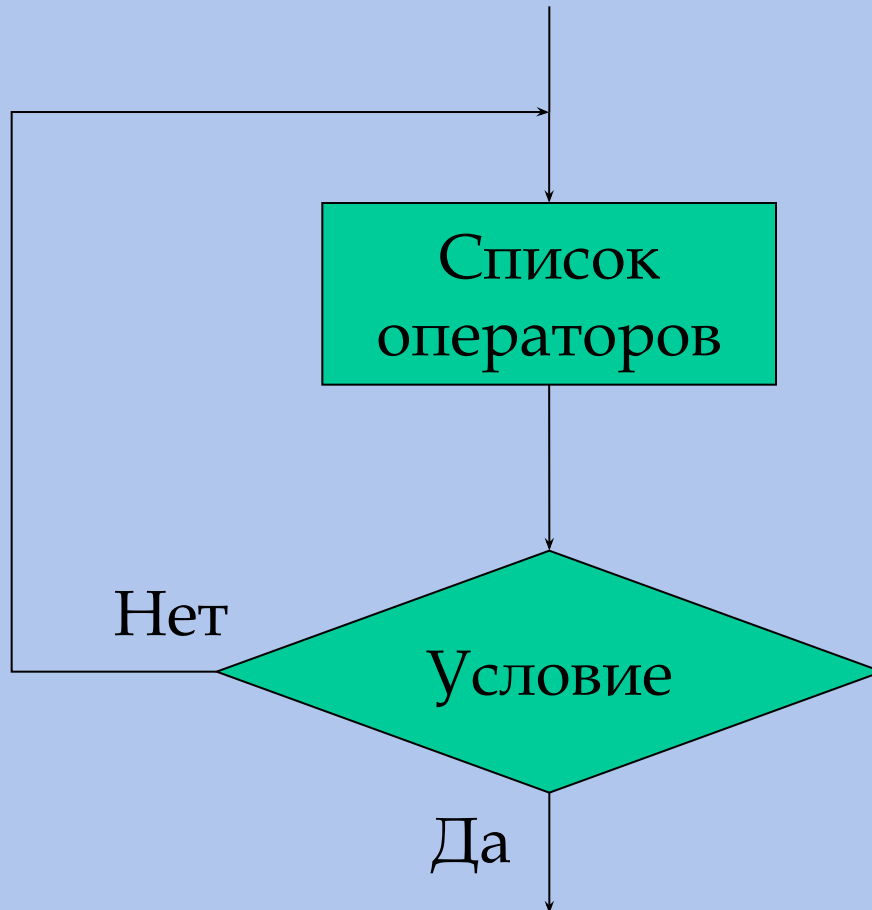 Список
операторов
Нет
Условие
Да